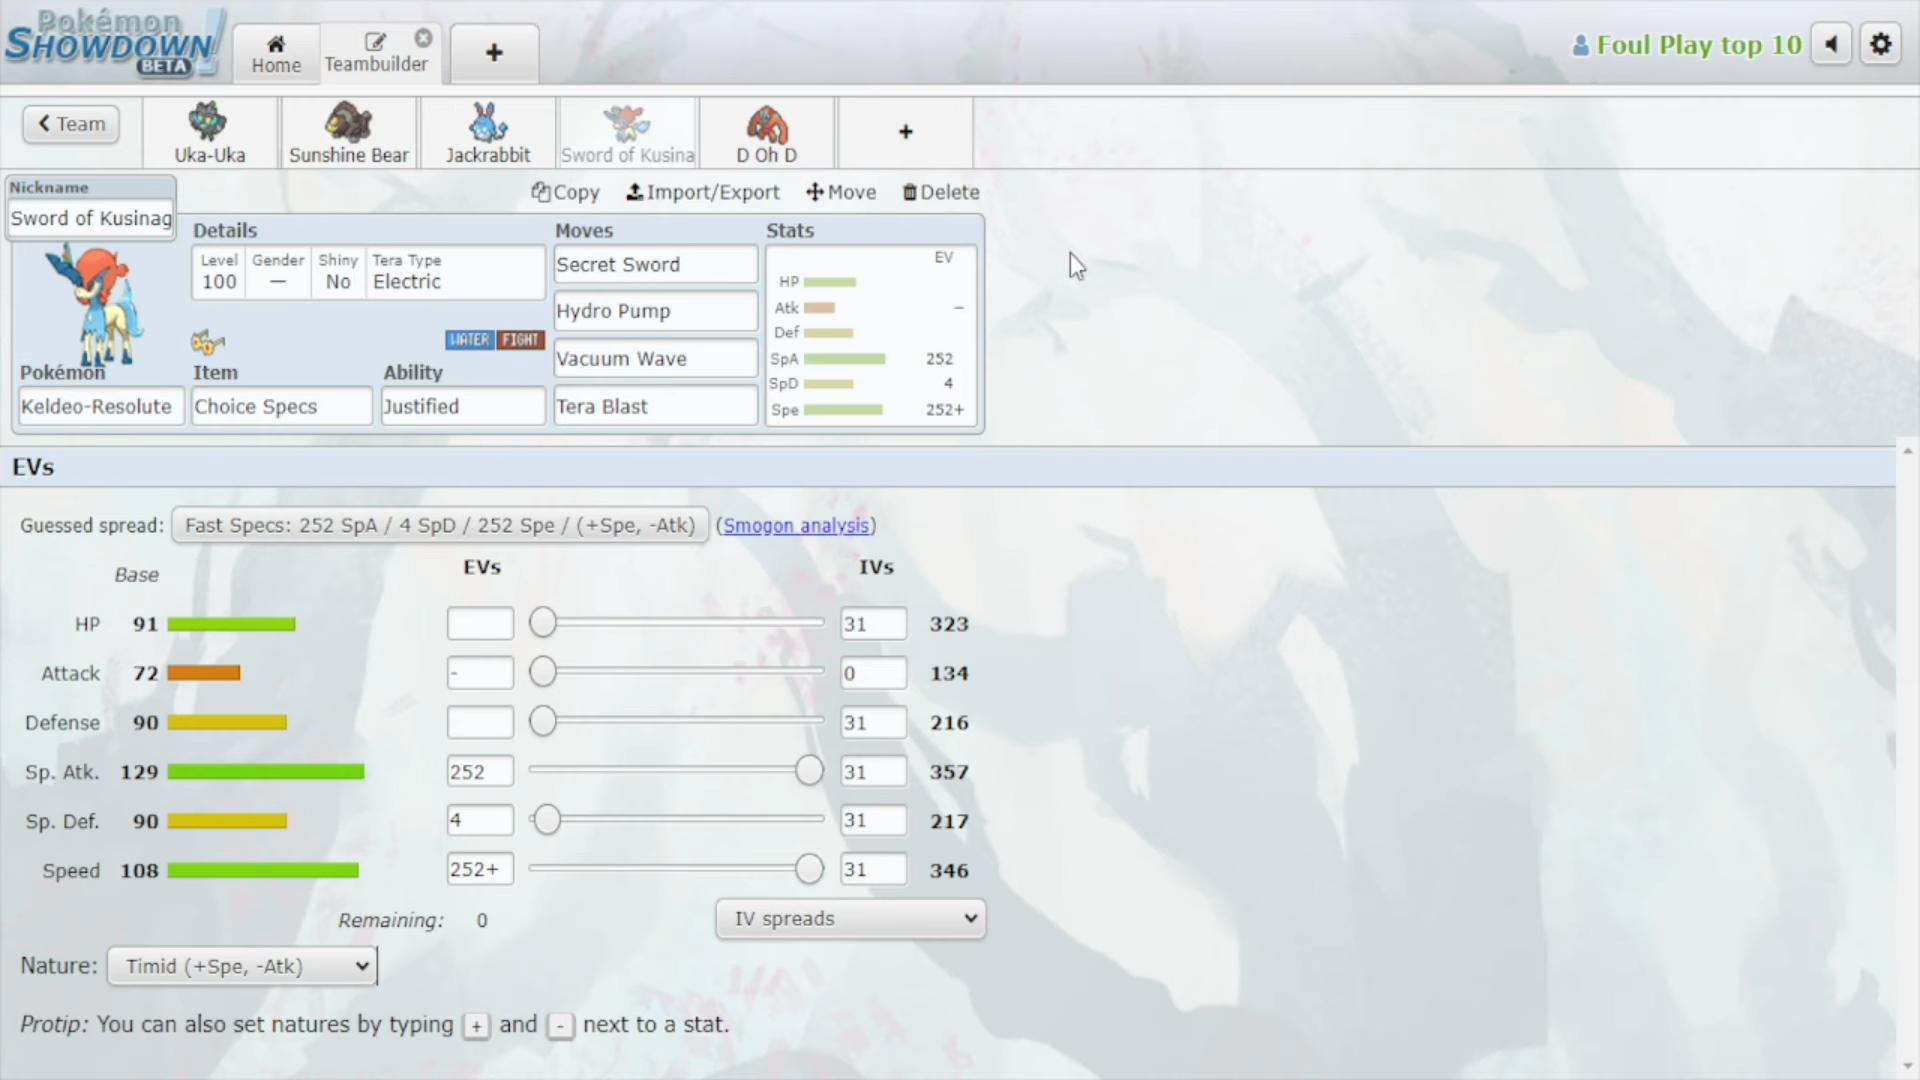 Pokémon
SHOWDOWN!
BETA
Home
Teambuilder
+
Foul Play top 10
Team
Uka-Uka
Sunshine Bear
Jackrabbit
Sword of Kusina
D Oh D
+
Nickname
Sword of Kusinag
Copy
Import/Export
Move
Delete
Details
Level
100
Gender
—
Shiny
No
Tera Type
Electric
WATER FIGHT
Pokémon
Keldeo-Resolute
Item
Choice Specs
Ability
Justified
Moves
Secret Sword
Hydro Pump
Vacuum Wave
Tera Blast
Stats
EV
HP
Atk –
Def
SpA 252
SpD 4
Spe 252+
EVs
Guessed spread: Fast Specs: 252 SpA / 4 SpD / 252 Spe / (+Spe, -Atk) (Smogon analysis)
Base EVs IVs
HP 91 31 323
Attack 72 - 0 134
Defense 90 31 216
Sp. Atk. 129 252 31 357
Sp. Def. 90 4 31 217
Speed 108 252+ 31 346
Remaining: 0
IV spreads
Nature: Timid (+Spe, -Atk)
Protip: You can also set natures by typing + and - next to a stat.